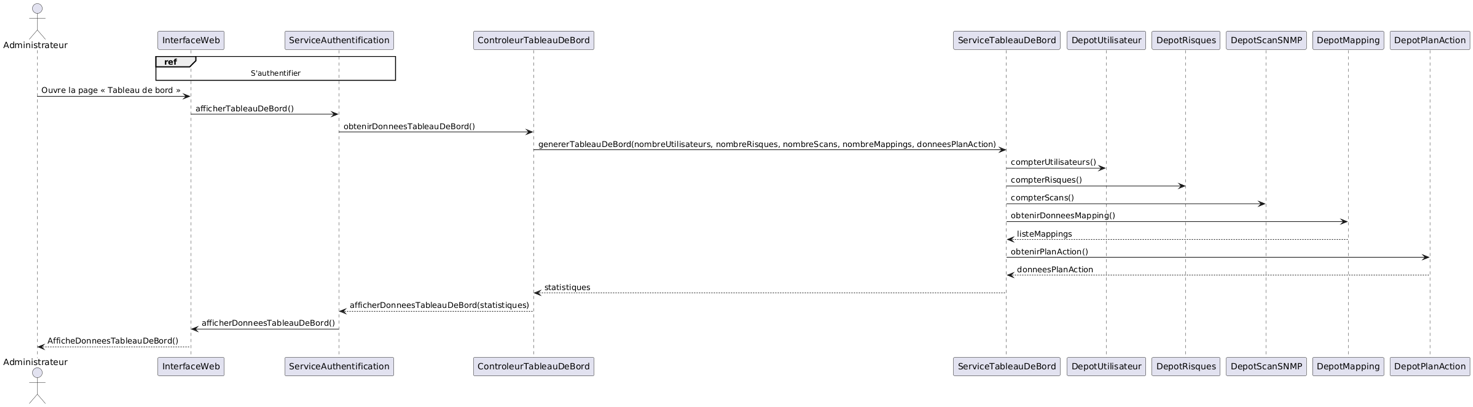 Administrateur
InterfaceWeb
ServiceAuthentification
ControleurTableauDeBord
ServiceTableauDeBord
DepotUtilisateur
DepotRisques
DepotScanSNMP
DepotMapping
DepotPlanAction
ref
S'authentifier
Ouvre la page « Tableau de bord »
afficherTableauDeBord()
obtenirDonneesTableauDeBord()
genererTableauDeBord(nombreUtilisateurs, nombreRisques, nombreScans, nombreMappings, donneesPlanAction)
compterUtilisateurs()
compterRisques()
compterScans()
obtenirDonneesMapping()
listeMappings
obtenirPlanAction()
donneesPlanAction
statistiques
afficherDonneesTableauDeBord(statistiques)
afficherDonneesTableauDeBord()
AfficheDonneesTableauDeBord()
Administrateur
InterfaceWeb
ServiceAuthentification
ControleurTableauDeBord
ServiceTableauDeBord
DepotUtilisateur
DepotRisques
DepotScanSNMP
DepotMapping
DepotPlanAction